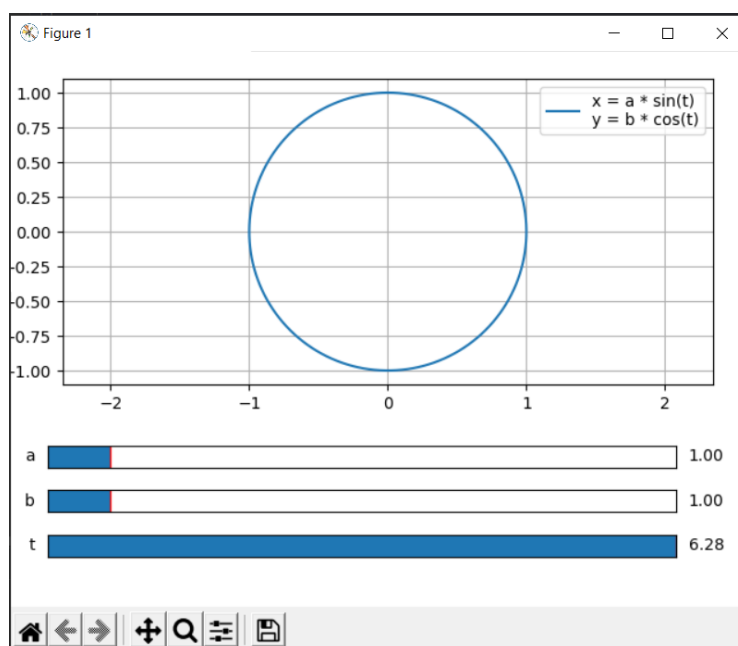 Figure 1
x = a * sin(t)
y = b * cos(t)
1.00
0.75
0.50
0.25
0.00
-0.25
-0.50
-0.75
-1.00
−2 −1 0 1 2
a 1.00
b 1.00
t 6.28